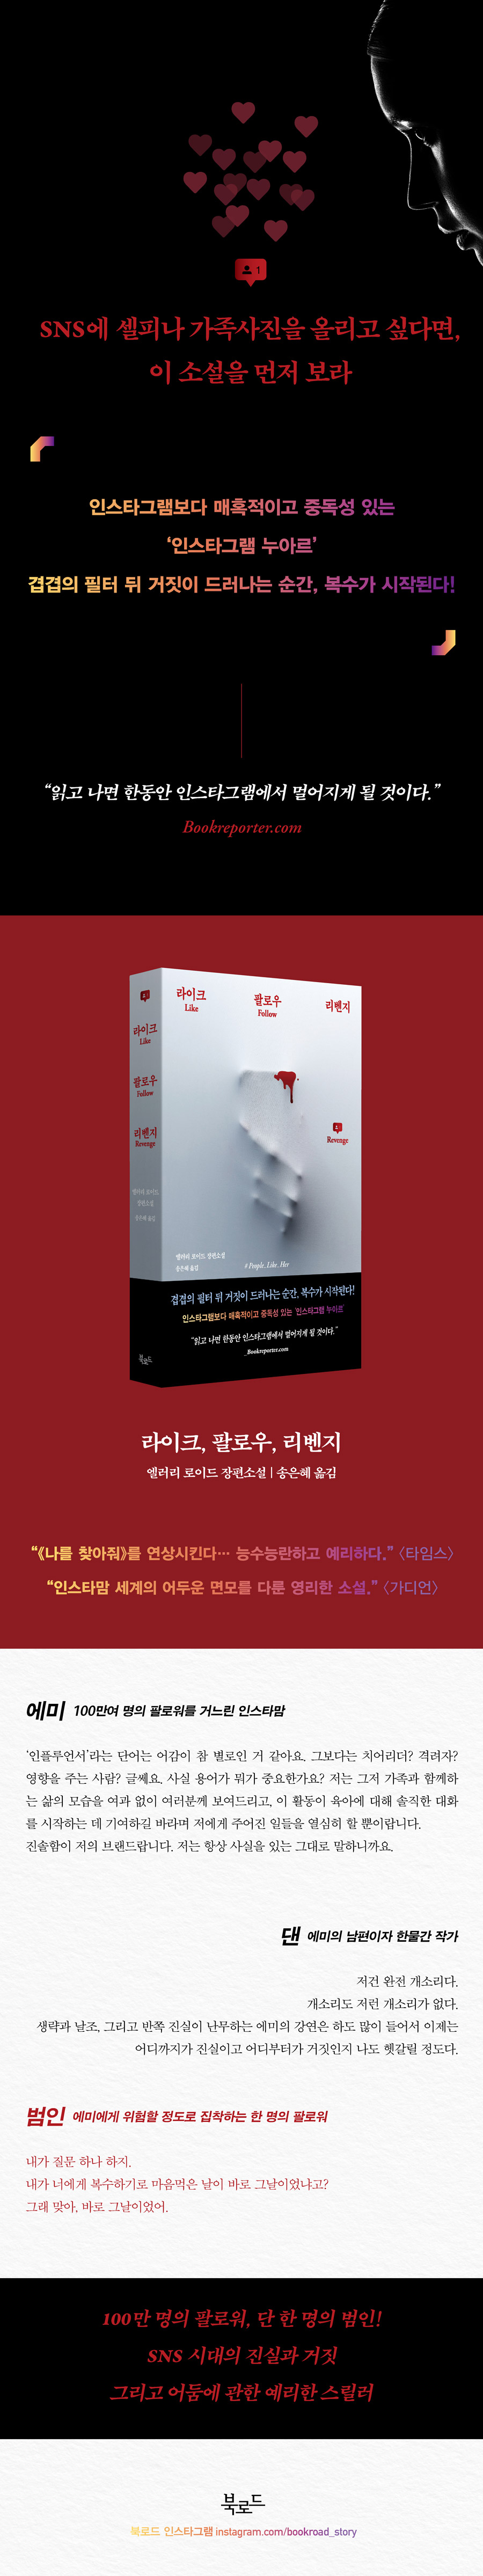 1
SNS에 셀피나 가족사진을 올리고 싶다면,
이 소설을 먼저 보라
인스타그램보다 매혹적이고 중독성 있는
‘인스타그램 누아르’
겹겹의 필터 뒤 거짓이 드러나는 순간, 복수가 시작된다!
“읽고 나면 한동안 인스타그램에서 멀어지게 될 것이다.”
Bookreporter.com
라이크
Like
팔로우
Follow
리벤지
Revenge
엘러리 로이드
장편소설
송은혜 옮김
북로드
라이크
Like
팔로우
Follow
리벤지
Revenge
엘러리 로이드 장편소설
송은혜 옮김
# People_Like_Her
겹겹의 필터 뒤 거짓이 드러나는 순간, 복수가 시작된다!
인스타그램보다 매혹적이고 중독성 있는 ‘인스타그램 누아르’
“읽고 나면 한동안 인스타그램에서 멀어지게 될 것이다.”
_Bookreporter.com
라이크, 팔로우, 리벤지
엘러리 로이드 장편소설 | 송은혜 옮김
“《나를 찾아줘》를 연상시킨다… 능수능란하고 예리하다.” 〈타임스〉
“인스타맘 세계의 어두운 면모를 다룬 영리한 소설.” 〈가디언〉
에미 100만여 명의 팔로워를 거느린 인스타맘
‘인플루언서’라는 단어는 어감이 참 별로인 거 같아요. 그보다는 치어리더? 격려자?
영향을 주는 사람? 글쎄요. 사실 용어가 뭐가 중요한가요? 저는 그저 가족과 함께하
는 삶의 모습을 여과 없이 여러분께 보여드리고, 이 활동이 육아에 대해 솔직한 대화
를 시작하는 데 기여하길 바라며 저에게 주어진 일들을 열심히 할 뿐이랍니다.
진솔함이 저의 브랜드랍니다. 저는 항상 사실을 있는 그대로 말하니까요.
댄 에미의 남편이자 한물간 작가
저건 완전 개소리다.
개소리도 저런 개소리가 없다.
생략과 날조, 그리고 반쪽 진실이 난무하는 에미의 강연은 하도 많이 들어서 이제는
어디까지가 진실이고 어디부터가 거짓인지 나도 헷갈릴 정도다.
범인 에미에게 위험할 정도로 집착하는 한 명의 팔로워
내가 질문 하나 하지.
내가 너에게 복수하기로 마음먹은 날이 바로 그날이었냐고?
그래 맞아, 바로 그날이었어.
100만 명의 팔로워, 단 한 명의 범인!
SNS 시대의 진실과 거짓
그리고 어둠에 관한 예리한 스릴러
북로드
북로드 인스타그램 instagram.com/bookroad_story